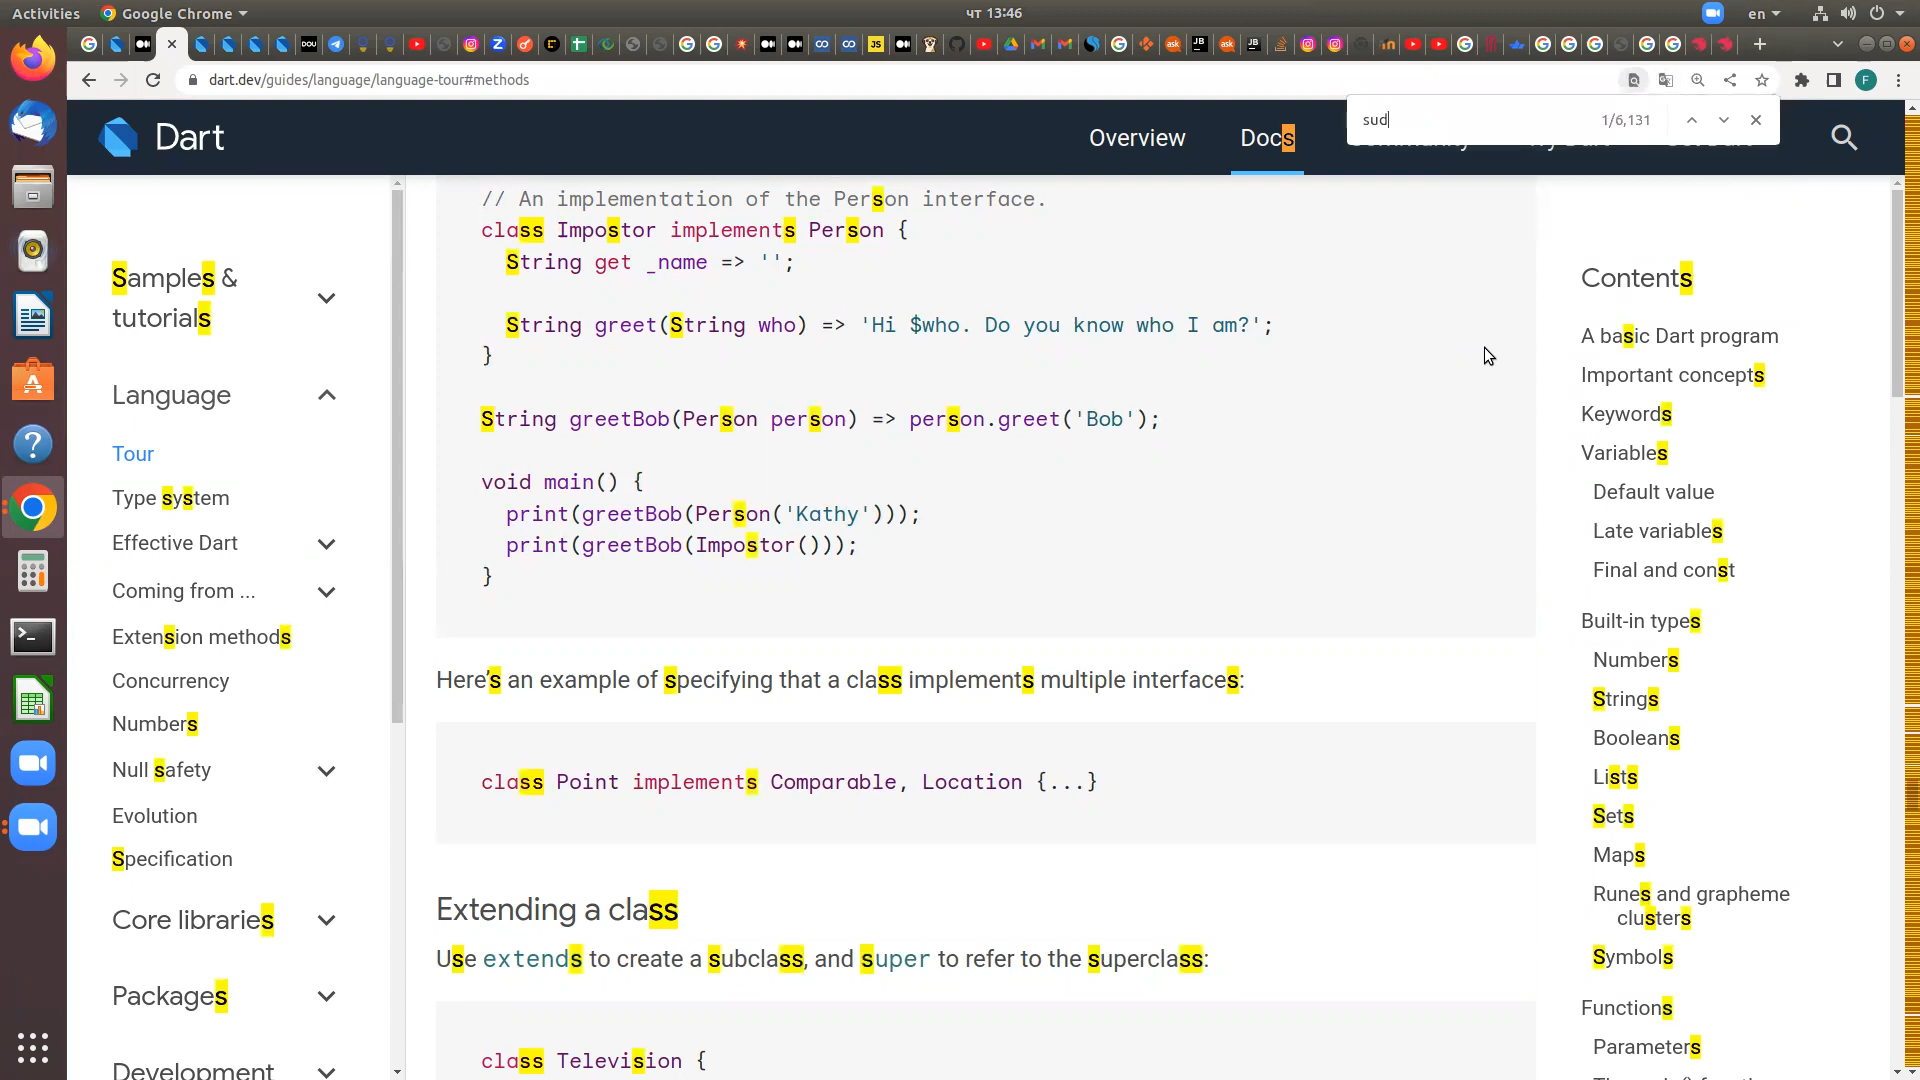 Activities
Google Chrome
чт 13:46
en
dart.dev/guides/language/language-tour#methods
F
sud
1/6,131
Dart
Overview
Docs
Samples &
tutorials
Language
Tour
Type system
Effective Dart
Coming from ...
Extension methods
Concurrency
Numbers
Null safety
Evolution
Specification
Core libraries
Packages
Development
// An implementation of the Person interface.
class Impostor implements Person {
String get _name => '';
String greet(String who) => 'Hi $who. Do you know who I am?';
}
String greetBob(Person person) => person.greet('Bob');
void main() {
print(greetBob(Person('Kathy')));
print(greetBob(Impostor()));
}
Here’s an example of specifying that a class implements multiple interfaces:
class Point implements Comparable, Location {...}
Extending a class
Use extends to create a subclass, and super to refer to the superclass:
class Television {
Contents
A basic Dart program
Important concepts
Keywords
Variables
Default value
Late variables
Final and const
Built-in types
Numbers
Strings
Booleans
Lists
Sets
Maps
Runes and grapheme
clusters
Symbols
Functions
Parameters